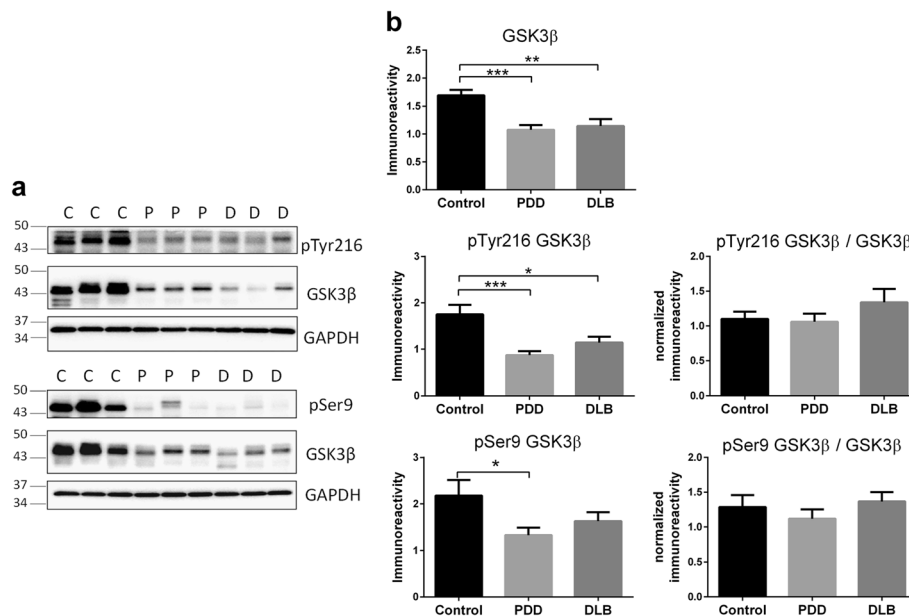 a
C C C P P P D D D
50
43
pTyr216
50
43
GSK3β
37
34
GAPDH
C C C P P P D D D
50
43
pSer9
50
43
GSK3β
37
34
GAPDH
b
GSK3β
Immunoreactivity
2.0
1.5
1.0
0.5
0.0
**
***
Control PDD DLB
pTyr216 GSK3β
Immunoreactivity
3
2
1
0
*
***
Control PDD DLB
pTyr216 GSK3β / GSK3β
normalized
immunoreactivity
2.0
1.5
1.0
0.5
0.0
Control PDD DLB
pSer9 GSK3β
Immunoreactivity
3
2
1
0
*
Control PDD DLB
pSer9 GSK3β / GSK3β
normalized
immunoreactivity
2.0
1.5
1.0
0.5
0.0
Control PDD DLB